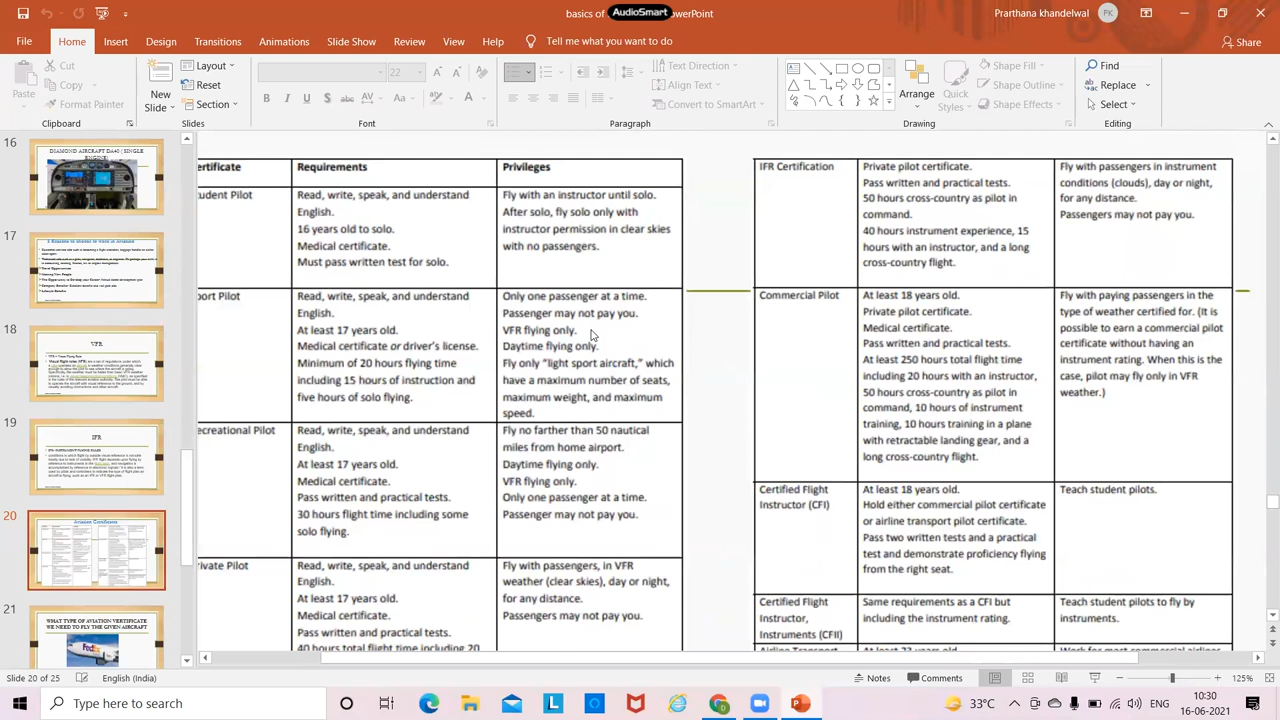 basics of
AudioSmart
PowerPoint
Prarthana khandelwal
PK
File
Home
Insert
Design
Transitions
Animations
Slide Show
Review
View
Help
Tell me what you want to do
Share
Paste
Cut
Copy
Format Painter
Clipboard
New
Slide
Layout
Reset
Section
Slides
22
Font
Text Direction
Align Text
Convert to SmartArt
Paragraph
Arrange
Quick
Styles
Shape Fill
Shape Outline
Shape Effects
Drawing
Find
Replace
Select
Editing
16
DIAMOND AIRCRAFT DA40 ( SINGLE
ENGINE)
17
18
VFR
19
IFR
20
Aviation Certificates
21
WHAT TYPE OF AVIATION VERTIFICATE
WE NEED TO FLY THE GIVEN AIRCRAFT
FedEx
ertificate
Requirements
Privileges
tudent Pilot
Read, write, speak, and understand
English.
16 years old to solo.
Medical certificate.
Must pass written test for solo.
Fly with an instructor until solo.
After solo, fly solo only with
instructor permission in clear skies
with no passengers.
port Pilot
Read, write, speak, and understand
English.
At least 17 years old.
Medical certificate or driver's license.
Minimum of 20 hours flying time
including 15 hours of instruction and
five hours of solo flying.
Only one passenger at a time.
Passenger may not pay you.
VFR flying only.
Daytime flying only.
Fly only "light sport aircraft," which
have a maximum number of seats,
maximum weight, and maximum
speed.
ecreational Pilot
Read, write, speak, and understand
English.
At least 17 years old.
Medical certificate.
Pass written and practical tests.
30 hours flight time including some
solo flying.
Fly no farther than 50 nautical
miles from home airport.
Daytime flying only.
VFR flying only.
Only one passenger at a time.
Passenger may not pay you.
rivate Pilot
Read, write, speak, and understand
English.
At least 17 years old.
Medical certificate.
Pass written and practical tests.
40 hours total flight time including 20
Fly with passengers, in VFR
weather (clear skies), day or night,
for any distance.
Passengers may not pay you.
IFR Certification
Private pilot certificate.
Pass written and practical tests.
50 hours cross-country as pilot in
command.
40 hours instrument experience, 15
hours with an instructor, and a long
cross-country flight.
Fly with passengers in instrument
conditions (clouds), day or night,
for any distance.
Passengers may not pay you.
Commercial Pilot
At least 18 years old.
Private pilot certificate.
Medical certificate.
Pass written and practical tests.
At least 250 hours total flight time
including 20 hours with an instructor,
50 hours cross-country as pilot in
command, 10 hours of instrument
training, 10 hours training in a plane
with retractable landing gear, and a
long cross-country flight.
Fly with paying passengers in the
type of weather certified for. (It is
possible to earn a commercial pilot
certificate without having an
instrument rating. When this is the
case, pilot may fly only in VFR
weather.)
Certified Flight
Instructor (CFI)
At least 18 years old.
Hold either commercial pilot certificate
or airline transport pilot certificate.
Pass two written tests and a practical
test and demonstrate proficiency flying
from the right seat.
Teach student pilots.
Certified Flight
Instructor,
Instruments (CFII)
Same requirements as a CFI but
including the instrument rating.
Teach student pilots to fly by
instruments.
Airline Transport
At least 23 years old.
Work for most commercial airlines
Slide 20 of 25
English (India)
Notes
Comments
125%
Type here to search
33°C
ENG
10:30
16-06-2021